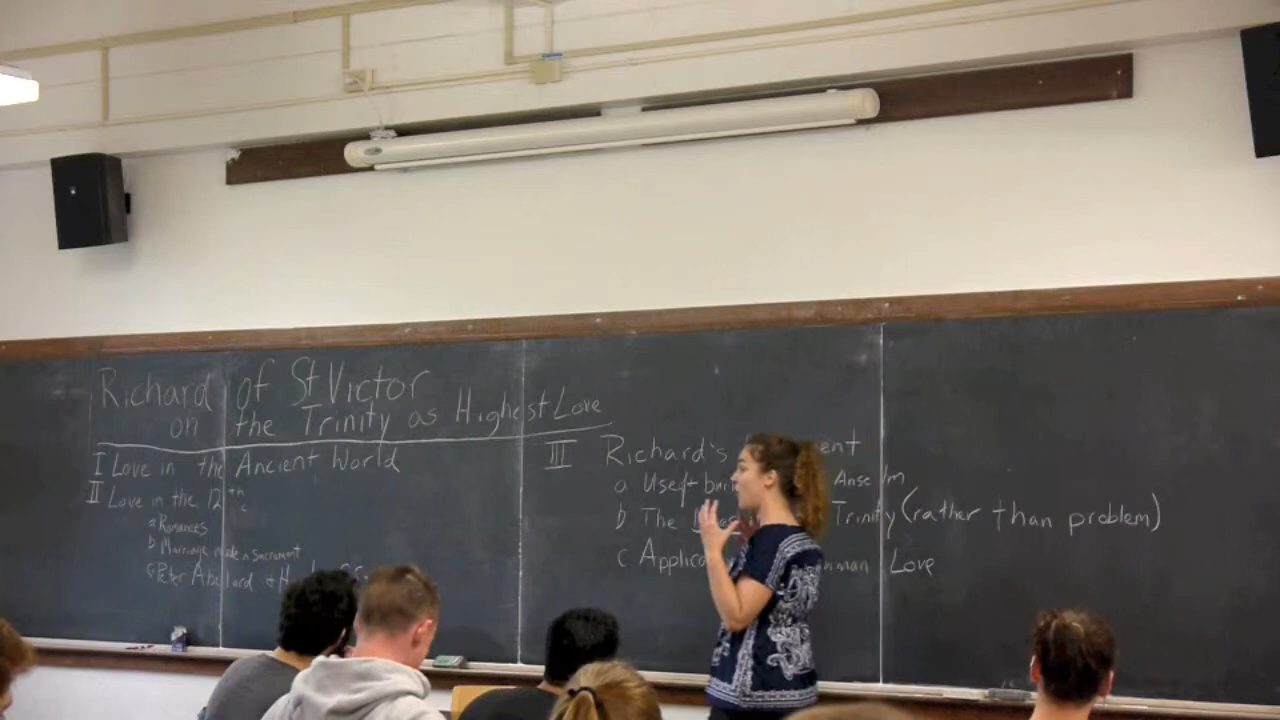 Richard of St Victor
on the Trinity as Highest Love
I Love in the Ancient World
II Love in the 12th c
a Romances
b Marriage made a Sacrament
c Peter Abelard +
III Richard's
a Anselm
b The Trinity (rather than problem)
c Love